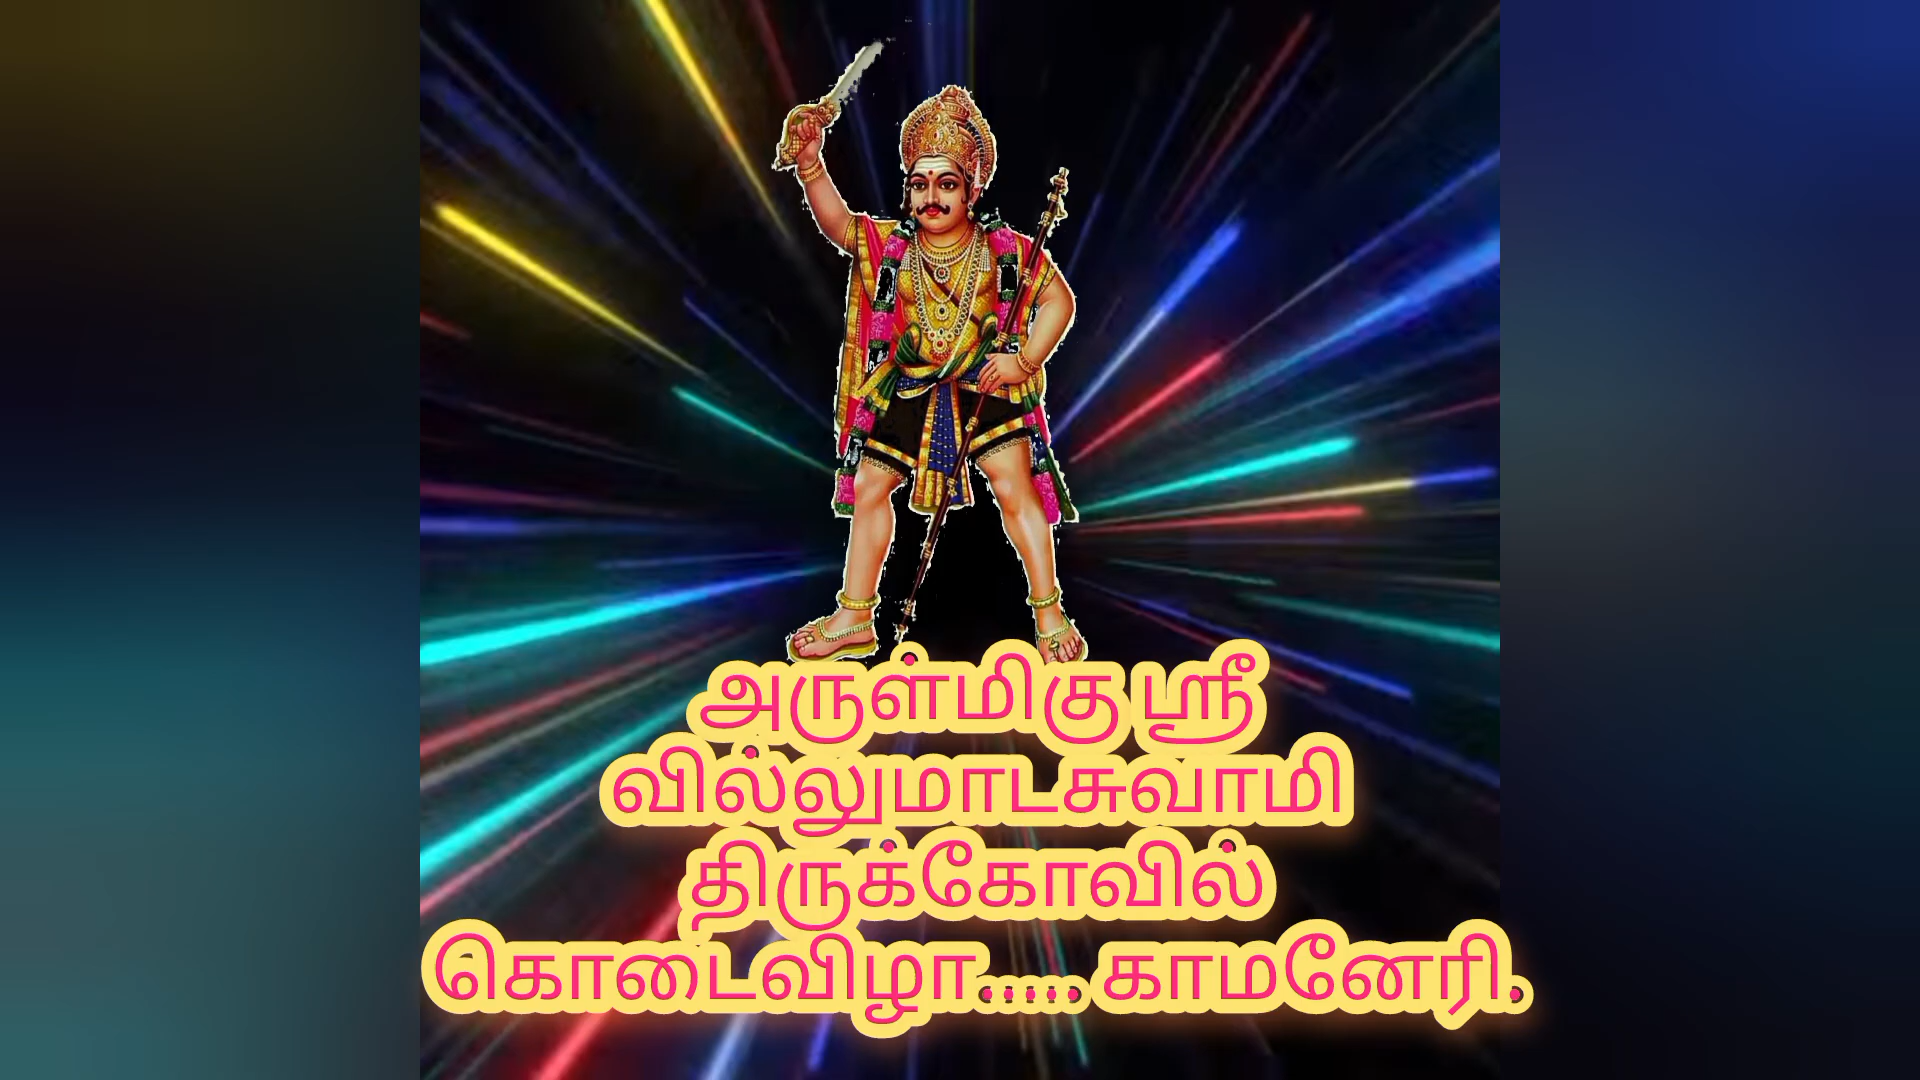 அருள்மிகு ஸ்ரீ
வில்லுமாடசுவாமி
திருக்கோவில்
கொடைவிழா..... காமனேரி.